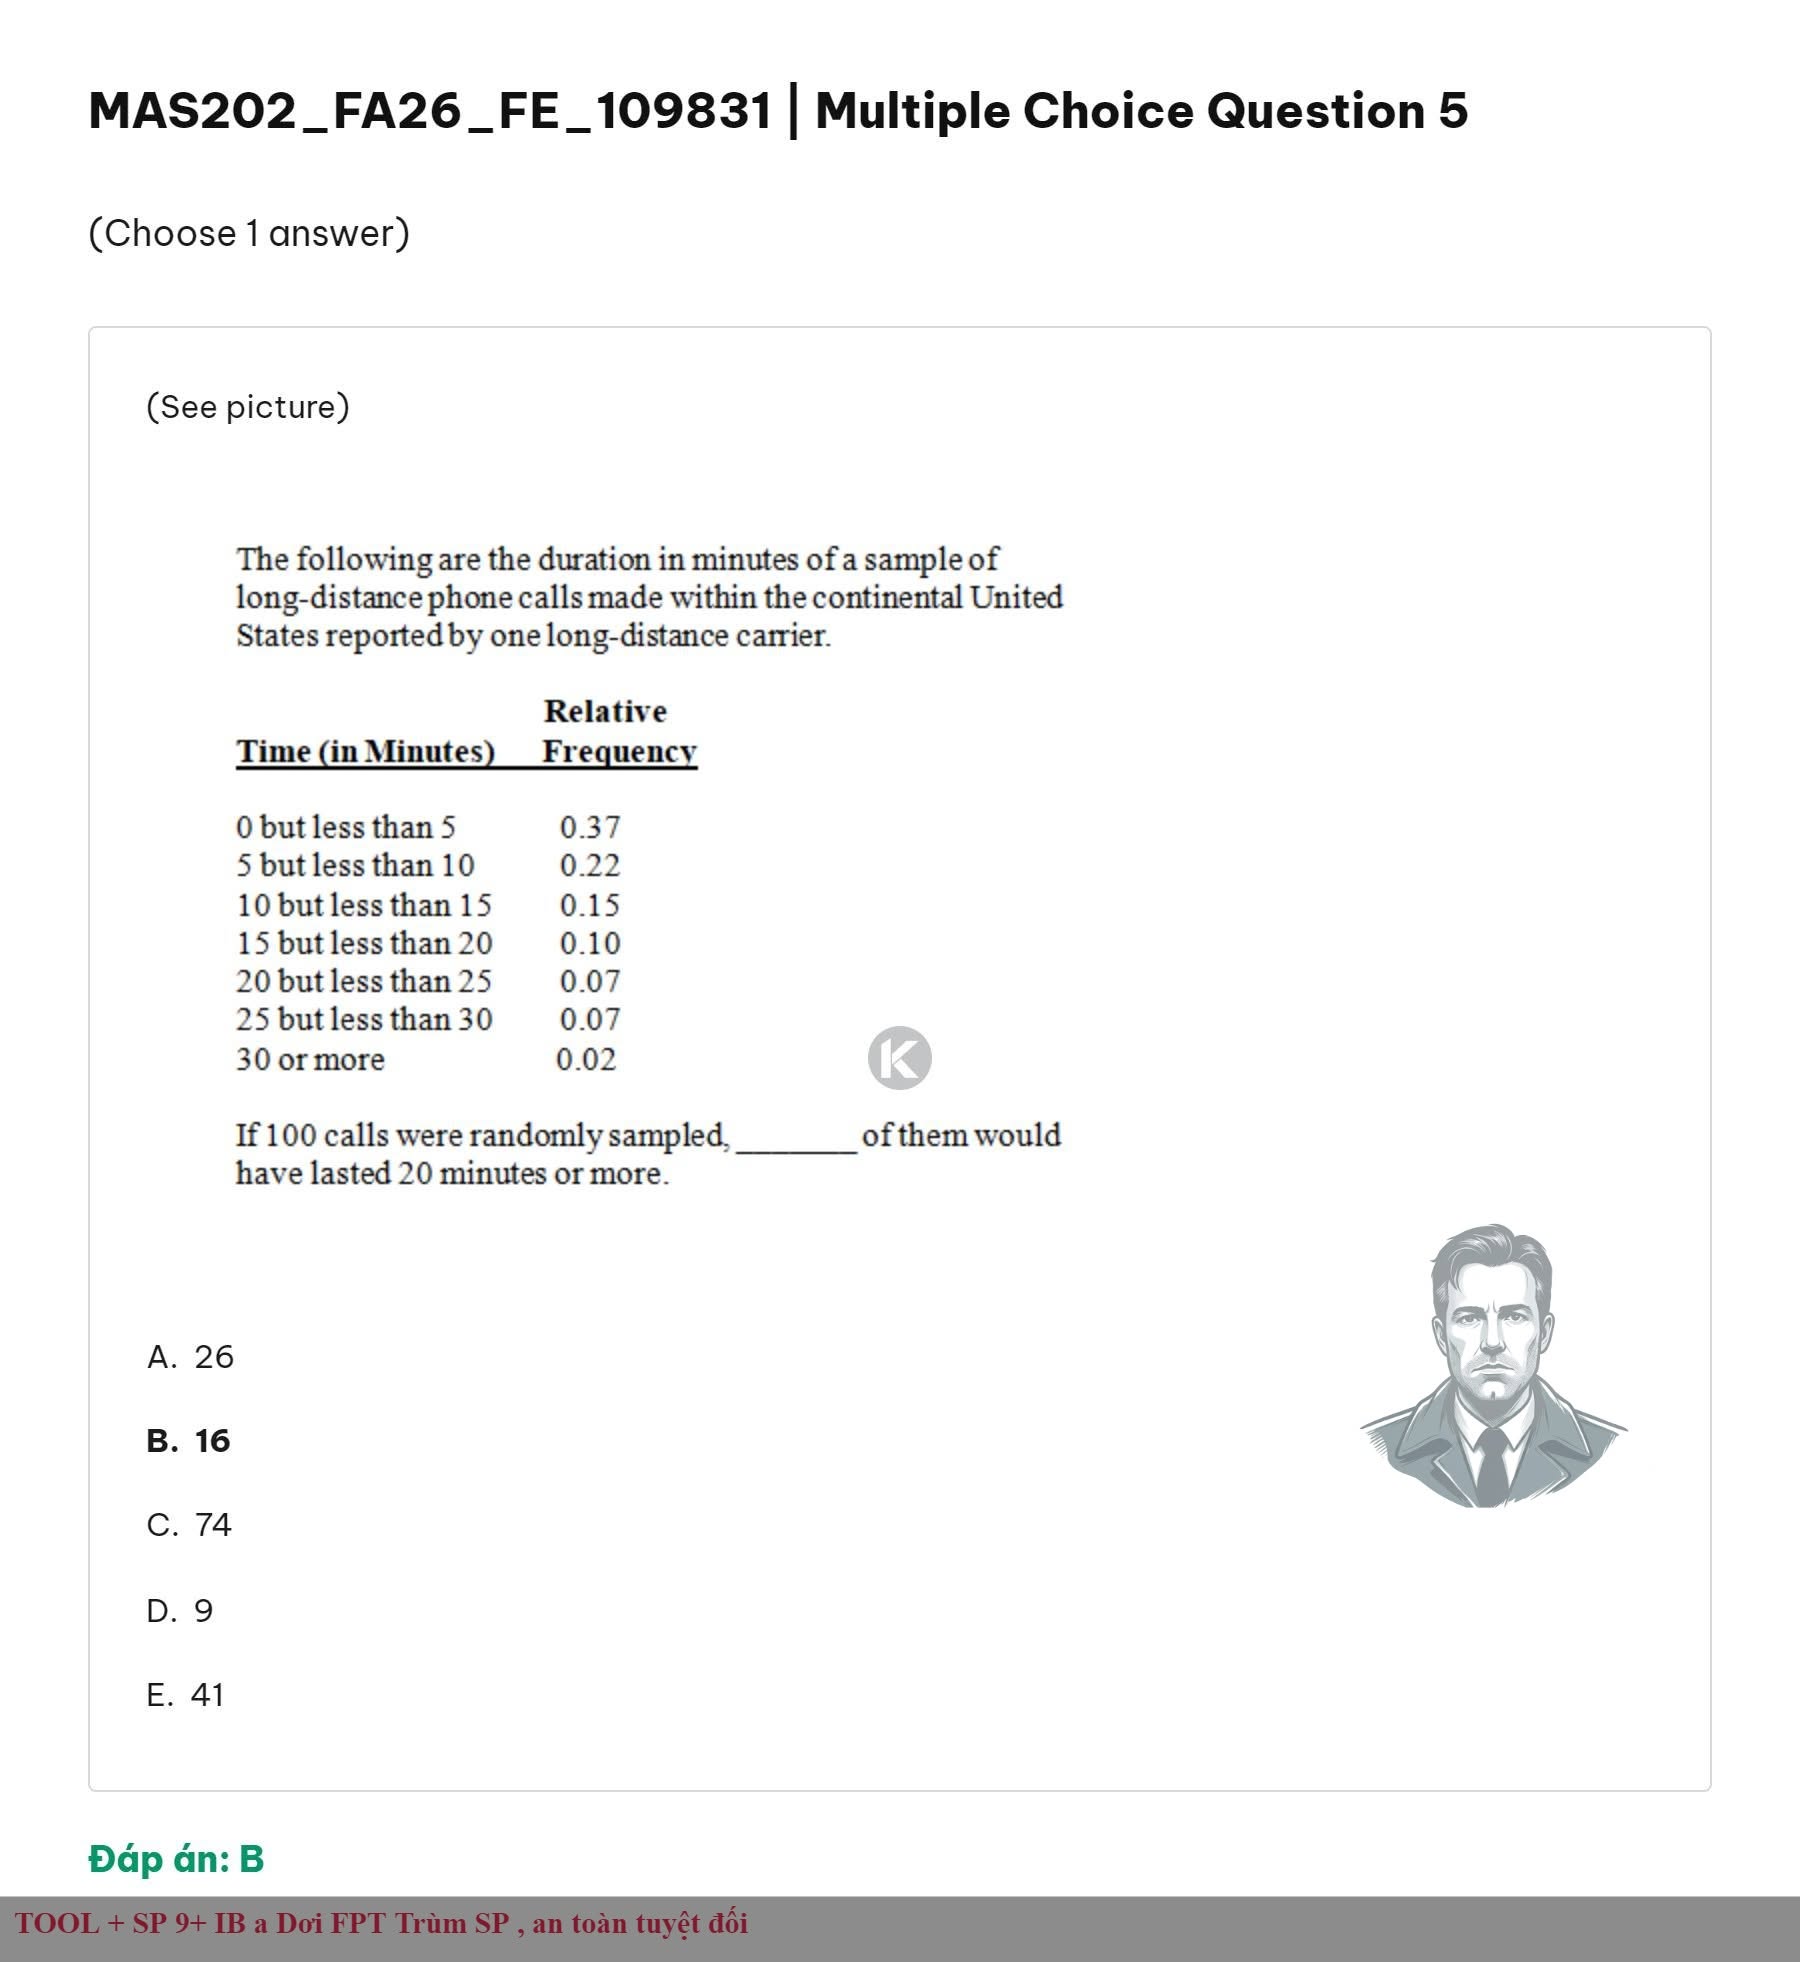 MAS202_FA26_FE_109831 | Multiple Choice Question 5
(Choose 1 answer)
(See picture)
The following are the duration in minutes of a sample of
long-distance phone calls made within the continental United
States reported by one long-distance carrier.
Relative
Time (in Minutes) Frequency
0 but less than 5 0.37
5 but less than 10 0.22
10 but less than 15 0.15
15 but less than 20 0.10
20 but less than 25 0.07
25 but less than 30 0.07
30 or more 0.02
K
If 100 calls were randomly sampled, _______ of them would
have lasted 20 minutes or more.
A. 26
B. 16
C. 74
D. 9
E. 41
Đáp án: B
TOOL + SP 9+ IB a Dơi FPT Trùm SP , an toàn tuyệt đối